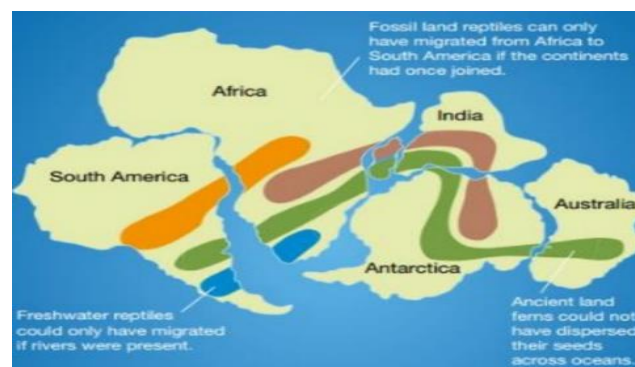 Fossil land reptiles can only
have migrated from Africa to
South America if the continents
had once joined.
Africa
India
South America
Australia
Antarctica
Freshwater reptiles
could only have migrated
if rivers were present.
Ancient land
ferns could not
have dispersed
their seeds
across oceans.